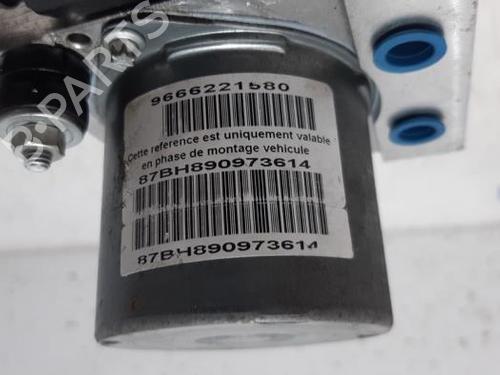 9666221580
Cette reference est uniquement valable
en phase de montage vehicule
87BH890973614
87BH890973614